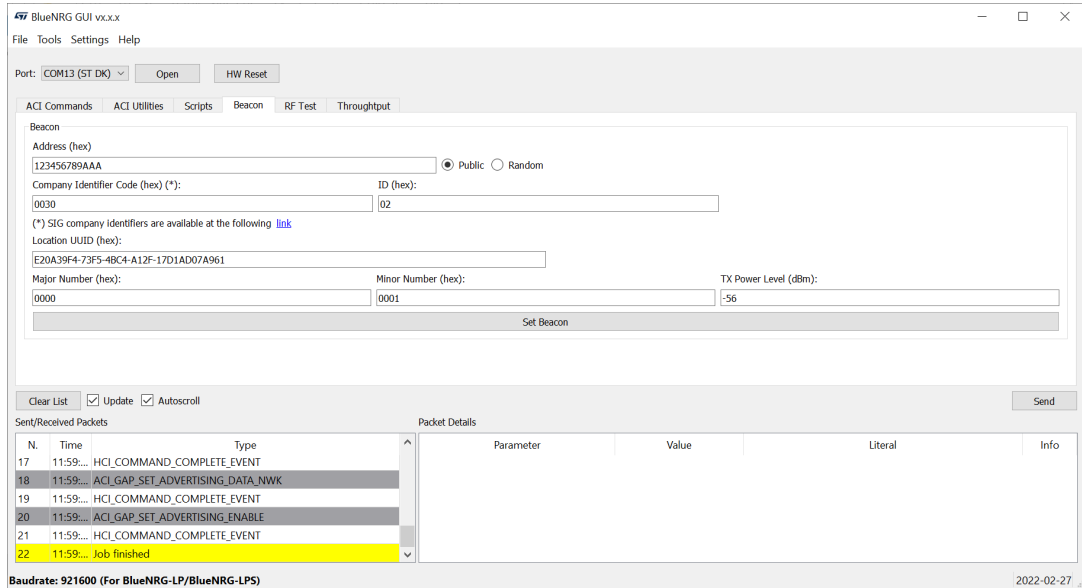 BlueNRG GUI vx.x.x
File Tools Settings Help
Port: COM13 (ST DK) Open HW Reset
ACI Commands ACI Utilities Scripts Beacon RF Test Throughtput
Beacon
Address (hex)
123456789AAA Public Random
Company Identifier Code (hex) (*): ID (hex):
0030 02
(*) SIG company identifiers are available at the following link
Location UUID (hex):
E20A39F4-73F5-4BC4-A12F-17D1AD07A961
Major Number (hex): Minor Number (hex): TX Power Level (dBm):
0000 0001 -56
Set Beacon
Clear List Update Autoscroll Send
Sent/Received Packets Packet Details
N. Time Type Parameter Value Literal Info
17 11:59:... HCI_COMMAND_COMPLETE_EVENT
18 11:59:... ACI_GAP_SET_ADVERTISING_DATA_NWK
19 11:59:... HCI_COMMAND_COMPLETE_EVENT
20 11:59:... ACI_GAP_SET_ADVERTISING_ENABLE
21 11:59:... HCI_COMMAND_COMPLETE_EVENT
22 11:59:... Job finished
Baudrate: 921600 (For BlueNRG-LP/BlueNRG-LPS) 2022-02-27